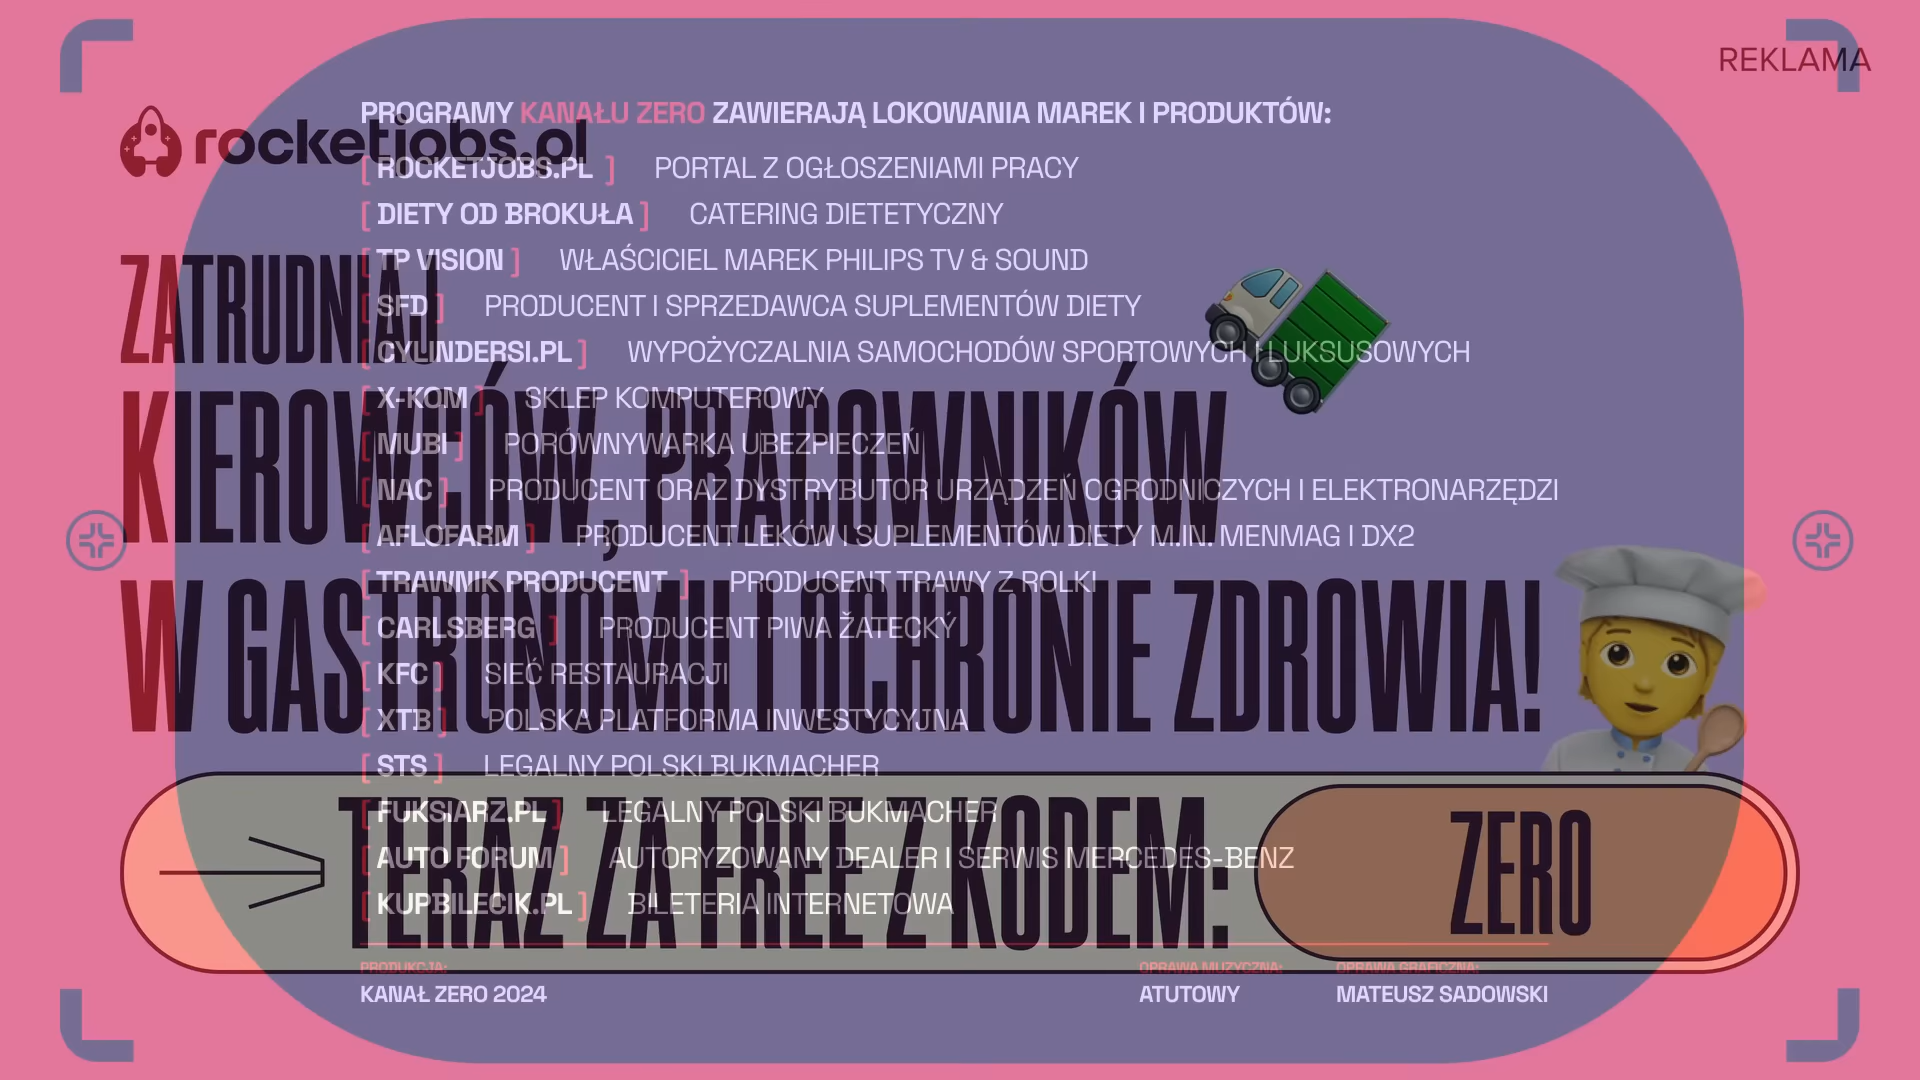 REKLAMA
rocketjobs.pl
ZATRUDNIAJ
KIEROWCÓW, PRACOWNIKÓW
W GASTRONOMII I OCHRONIE ZDROWIA!
TERAZ ZA FREE Z KODEM: ZERO
PROGRAMY KANAŁU ZERO ZAWIERAJĄ LOKOWANIA MAREK I PRODUKTÓW:
[ ROCKETJOBS.PL ] PORTAL Z OGŁOSZENIAMI PRACY
[ DIETY OD BROKUŁA ] CATERING DIETETYCZNY
[ TP VISION ] WŁAŚCICIEL MAREK PHILIPS TV & SOUND
[ SFD ] PRODUCENT I SPRZEDAWCA SUPLEMENTÓW DIETY
[ CYLINDERSI.PL ] WYPOŻYCZALNIA SAMOCHODÓW SPORTOWYCH I LUKSUSOWYCH
[ X-KOM ] SKLEP KOMPUTEROWY
[ MUBI ] PORÓWNYWARKA UBEZPIECZEŃ
[ NAC ] PRODUCENT ORAZ DYSTRYBUTOR URZĄDZEŃ OGRODNICZYCH I ELEKTRONARZĘDZI
[ AFLOFARM ] PRODUCENT LEKÓW I SUPLEMENTÓW DIETY M.IN. MENMAG I DX2
[ TRAWNIK PRODUCENT ] PRODUCENT TRAWY Z ROLKI
[ CARLSBERG ] PRODUCENT PIWA ŽATECKÝ
[ KFC ] SIEĆ RESTAURACJI
[ XTB ] POLSKA PLATFORMA INWESTYCYJNA
[ STS ] LEGALNY POLSKI BUKMACHER
[ FUKSIARZ.PL ] LEGALNY POLSKI BUKMACHER
[ AUTO FORUM ] AUTORYZOWANY DEALER I SERWIS MERCEDES-BENZ
[ KUPBILECIK.PL ] BILETERIA INTERNETOWA
PRODUKCJA: OPRAWA MUZYCZNA: OPRAWA GRAFICZNA:
KANAŁ ZERO 2024 ATUTOWY MATEUSZ SADOWSKI